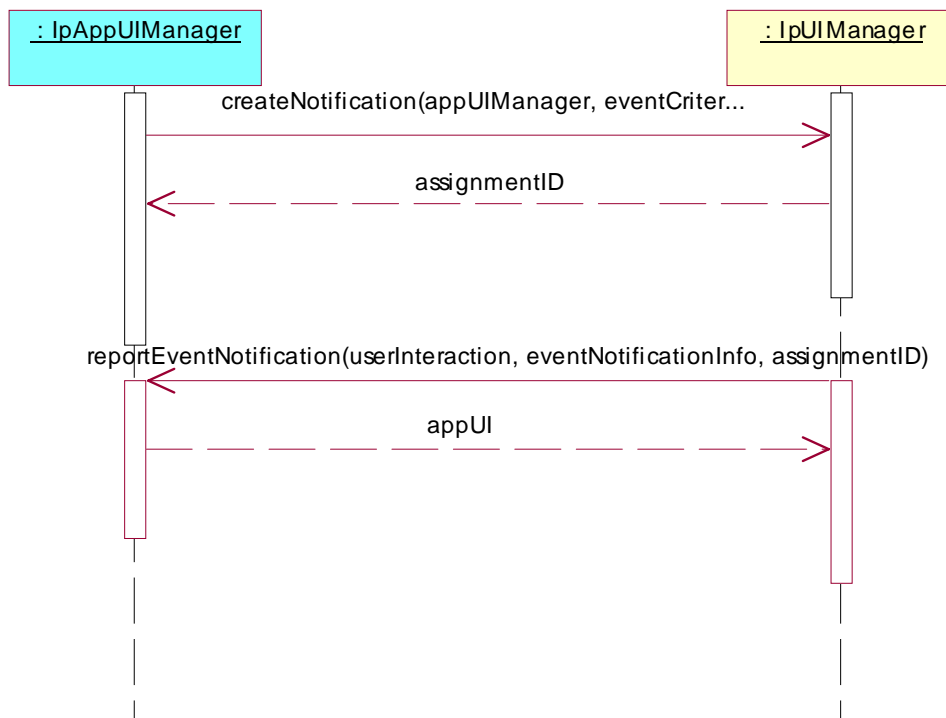 : IpAppUIManager
: IpUIManager
createNotification(appUIManager, eventCriter...
assignmentID
reportEventNotification(userInteraction, eventNotificationInfo, assignmentID)
appUI